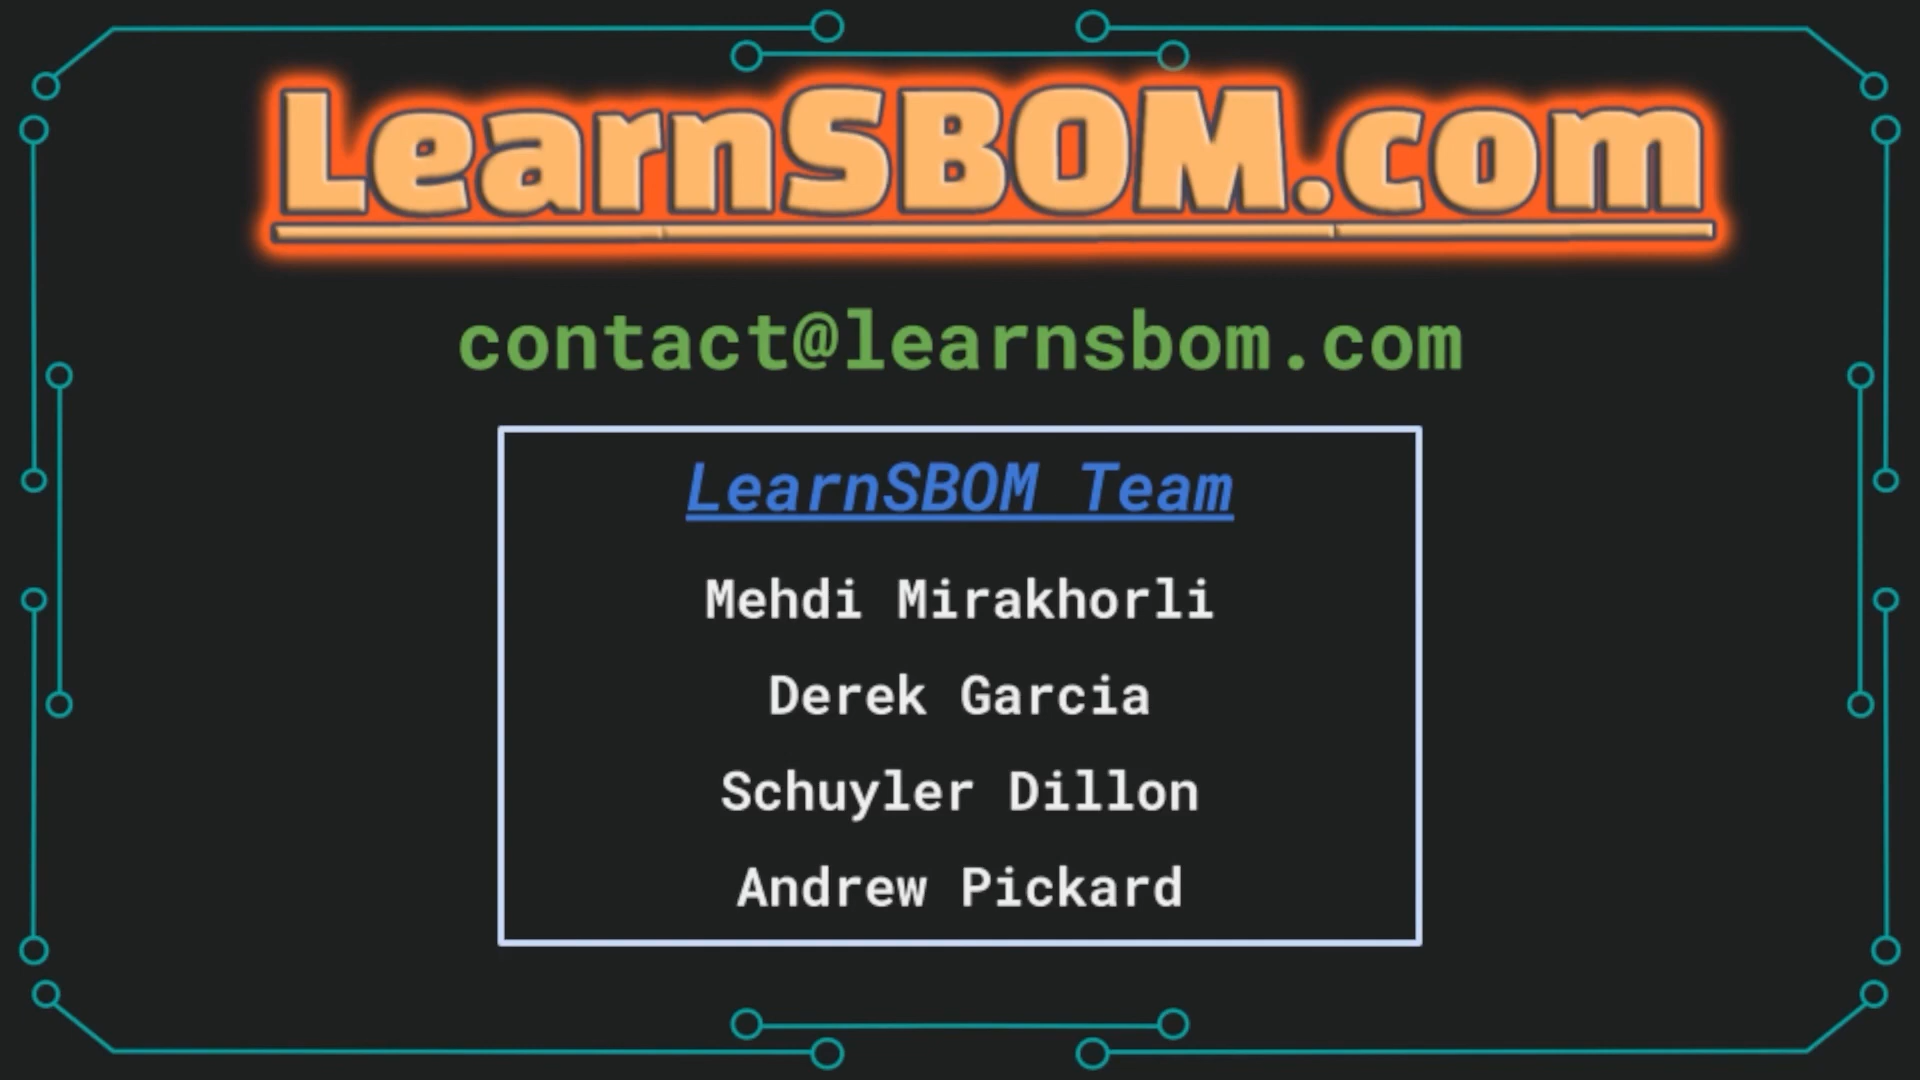 LearnSBOM.com
contact@learnsbom.com
LearnSBOM Team
Mehdi Mirakhorli
Derek Garcia
Schuyler Dillon
Andrew Pickard